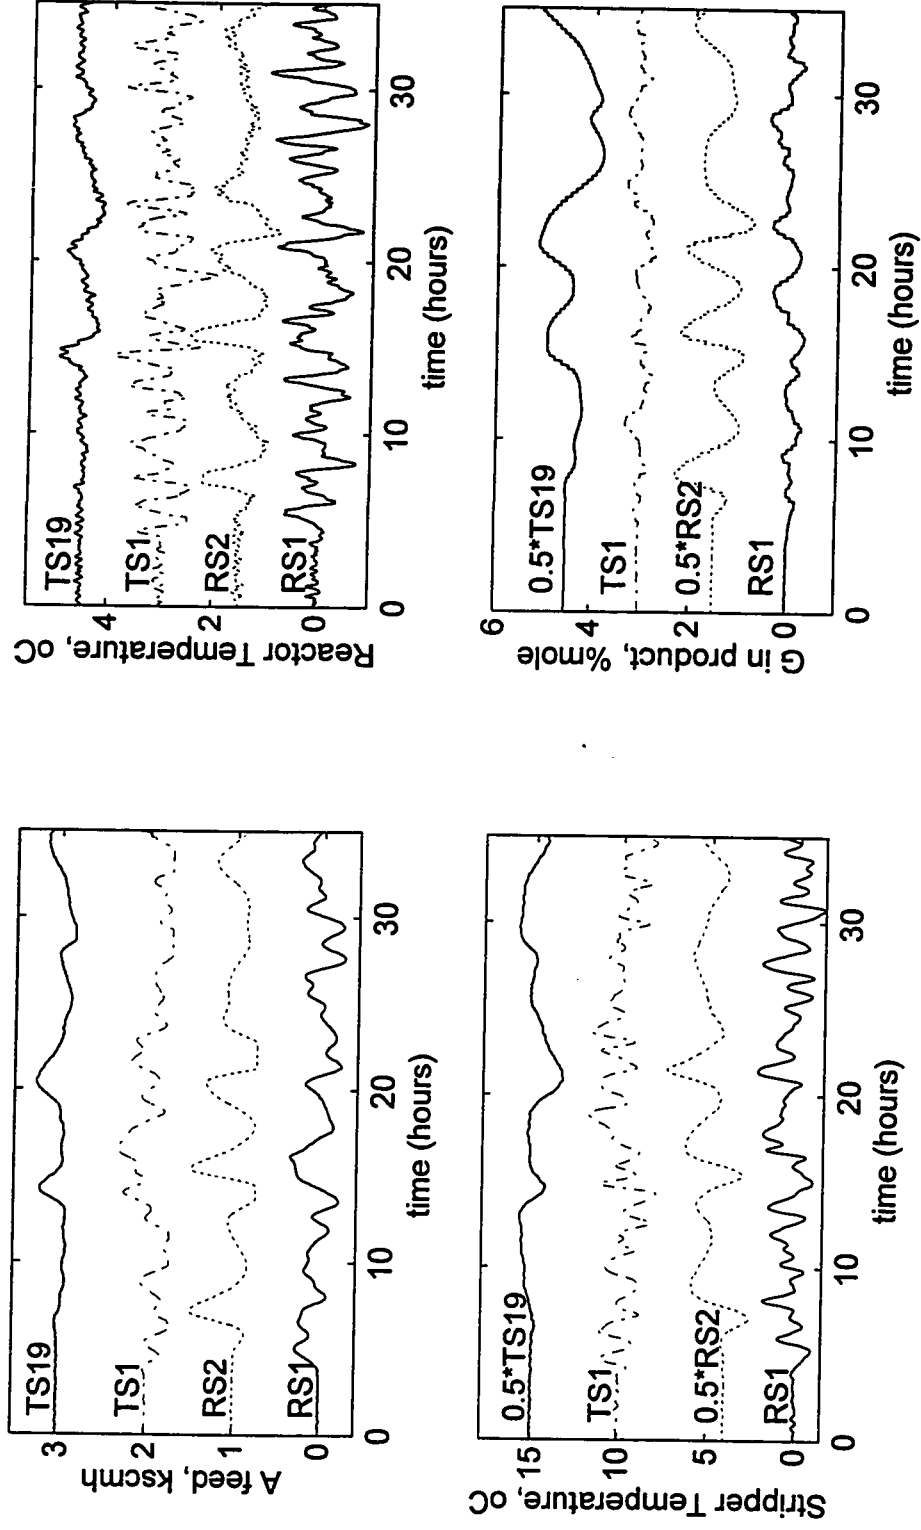 A feed, kscmh
3
2
1
0
TS19
TS1
RS2
RS1
0
10
20
30
time (hours)
Reactor Temperature, oC
4
2
0
TS19
TS1
RS2
RS1
0
10
20
30
time (hours)
Stripper Temperature, oC
15
10
5
0
0.5*TS19
TS1
0.5*RS2
RS1
0
10
20
30
time (hours)
G in product, %mole
6
4
2
0
0.5*TS19
TS1
0.5*RS2
RS1
0
10
20
30
time (hours)